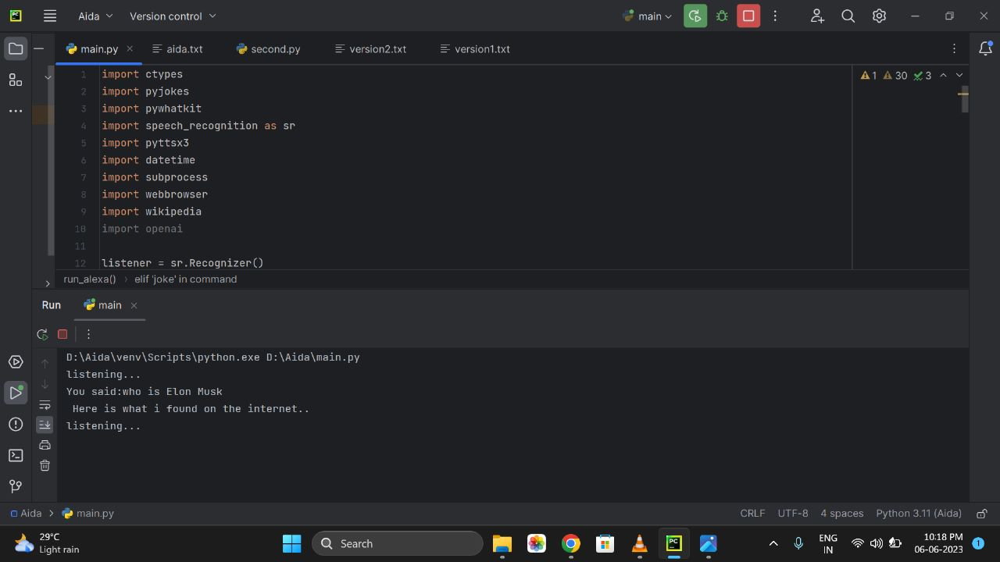 Aida
Version control
main
main.py
aida.txt
second.py
version2.txt
version1.txt
1 import ctypes
2 import pyjokes
3 import pywhatkit
4 import speech_recognition as sr
5 import pyttsx3
6 import datetime
7 import subprocess
8 import webbrowser
9 import wikipedia
10 import openai
11
12 listener = sr.Recognizer()
1 30 3
run_alexa() › elif 'joke' in command
Run
main
D:\Aida\venv\Scripts\python.exe D:\Aida\main.py
listening...
You said:who is Elon Musk
Here is what i found on the internet..
listening...
Aida > main.py
CRLF UTF-8 4 spaces Python 3.11 (Aida)
29°C
Light rain
PC
Search
PC
ENG
IN
10:18 PM
06-06-2023
1